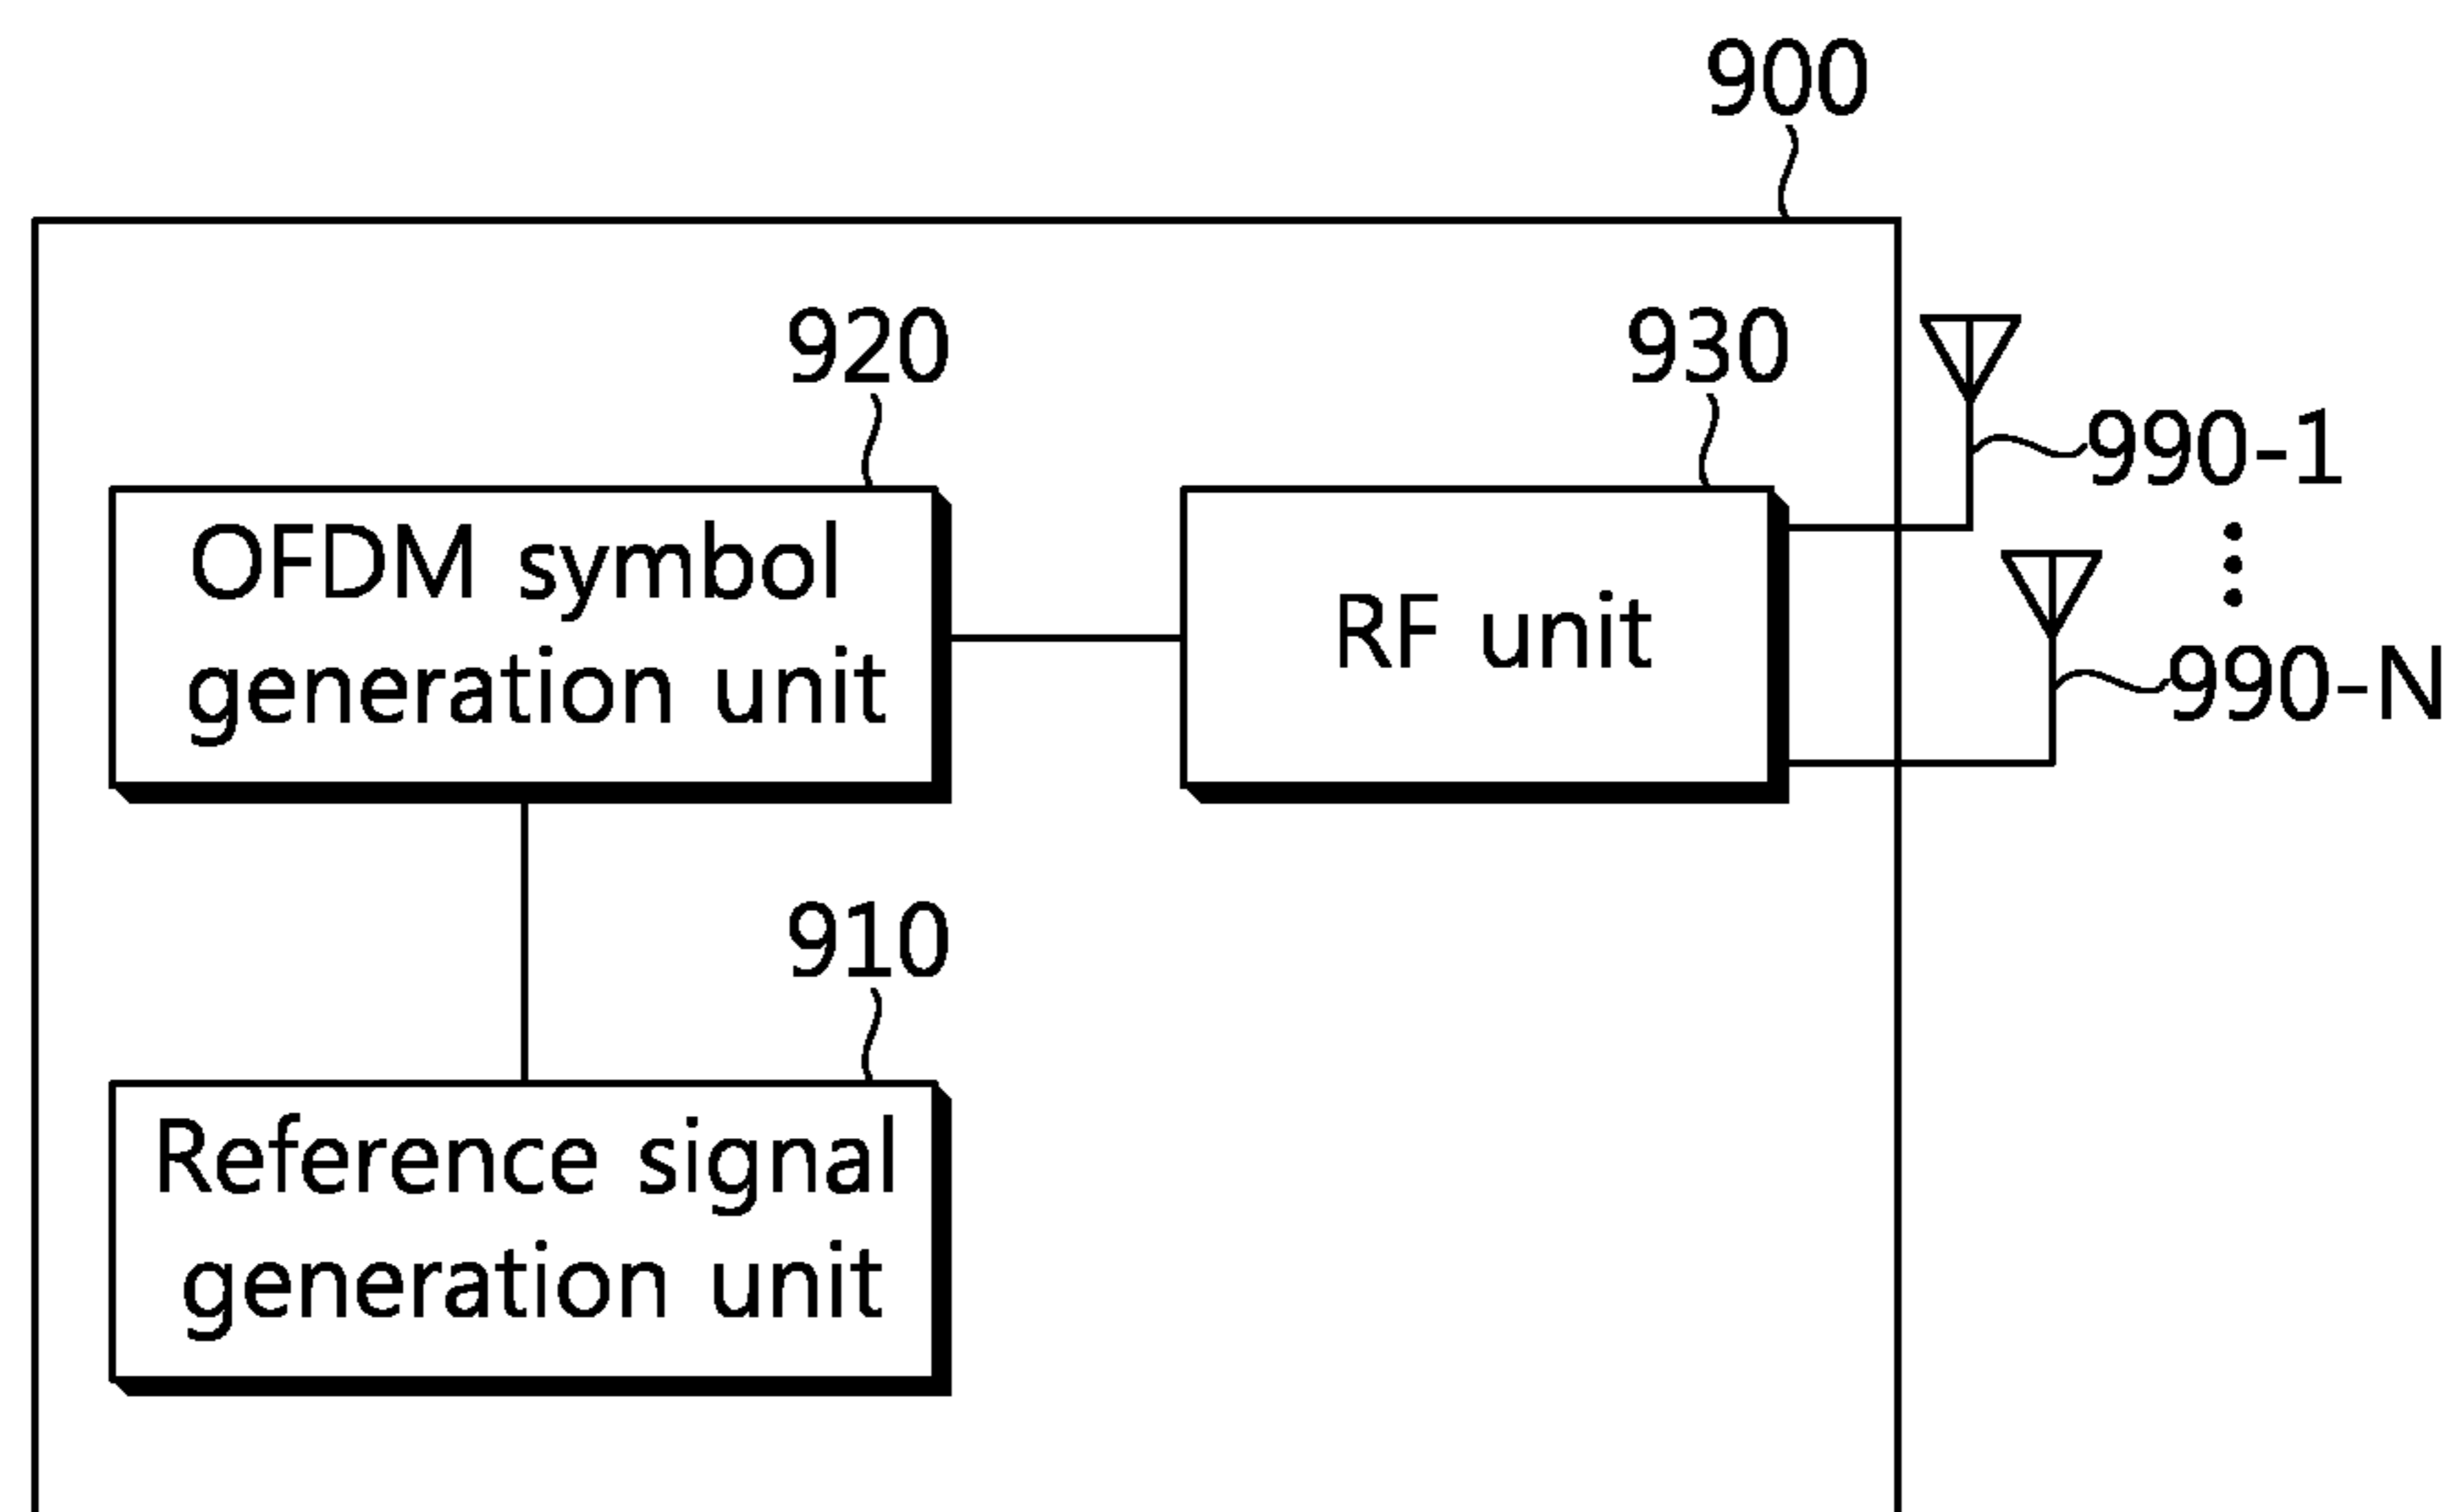 900
920
930
990-1
OFDM symbol
generation unit
RF unit
990-N
910
Reference signal
generation unit